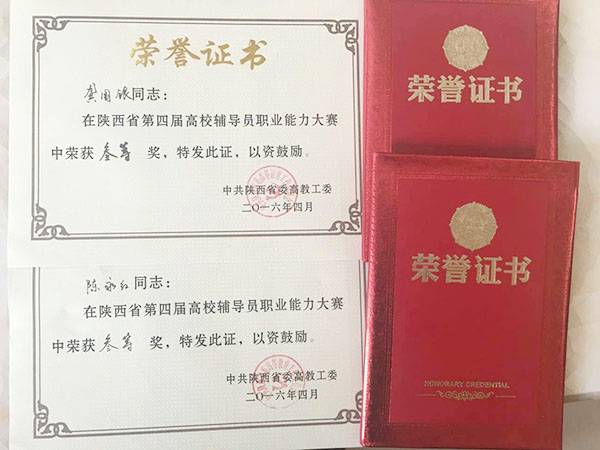 荣誉证书
龚国银同志：
在陕西省第四届高校辅导员职业能力大赛
中荣获叁等奖，特发此证，以资鼓励。
中共陕西省委高教工委
二〇一六年四月
陈永红同志：
在陕西省第四届高校辅导员职业能力大赛
中荣获叁等奖，特发此证，以资鼓励。
中共陕西省委高教工委
二〇一六年四月
荣誉证书
荣誉证书
HONORARY CREDENTIAL